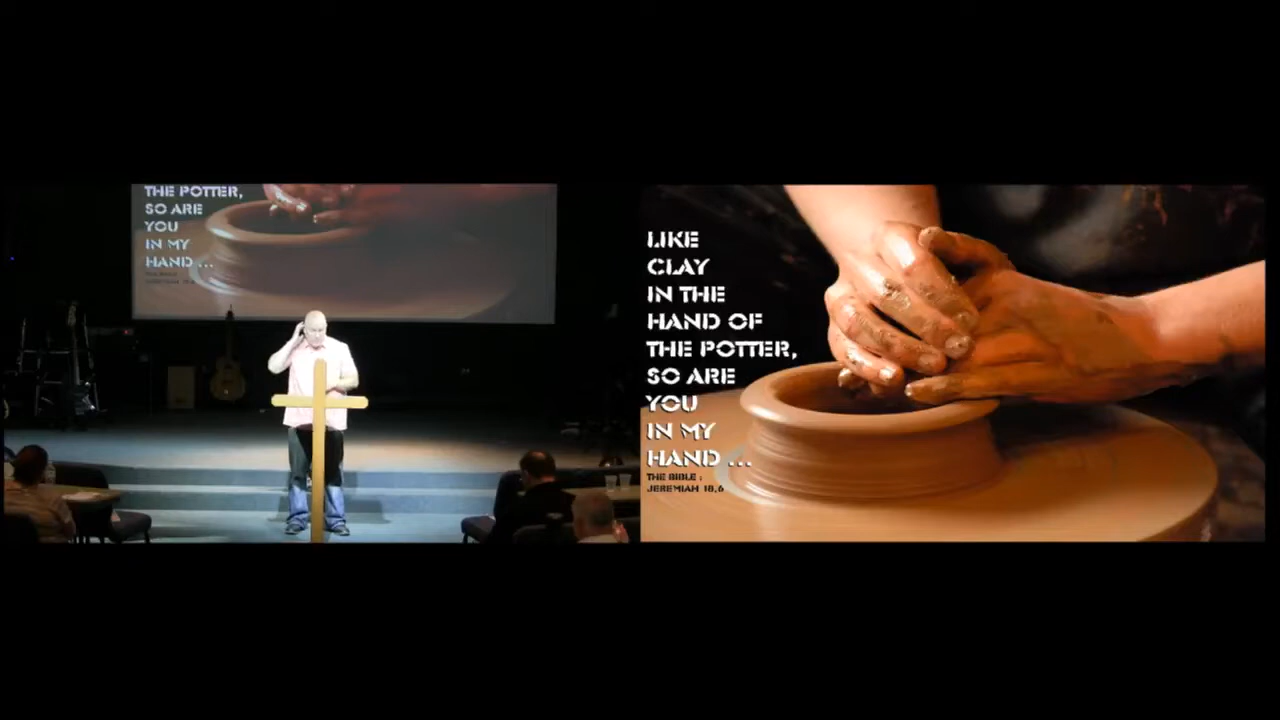 THE POTTER,
SO ARE
YOU
IN MY
HAND ...
LIKE
CLAY
IN THE
HAND OF
THE POTTER,
SO ARE
YOU
IN MY
HAND ...
THE BIBLE :
JEREMIAH 18,6